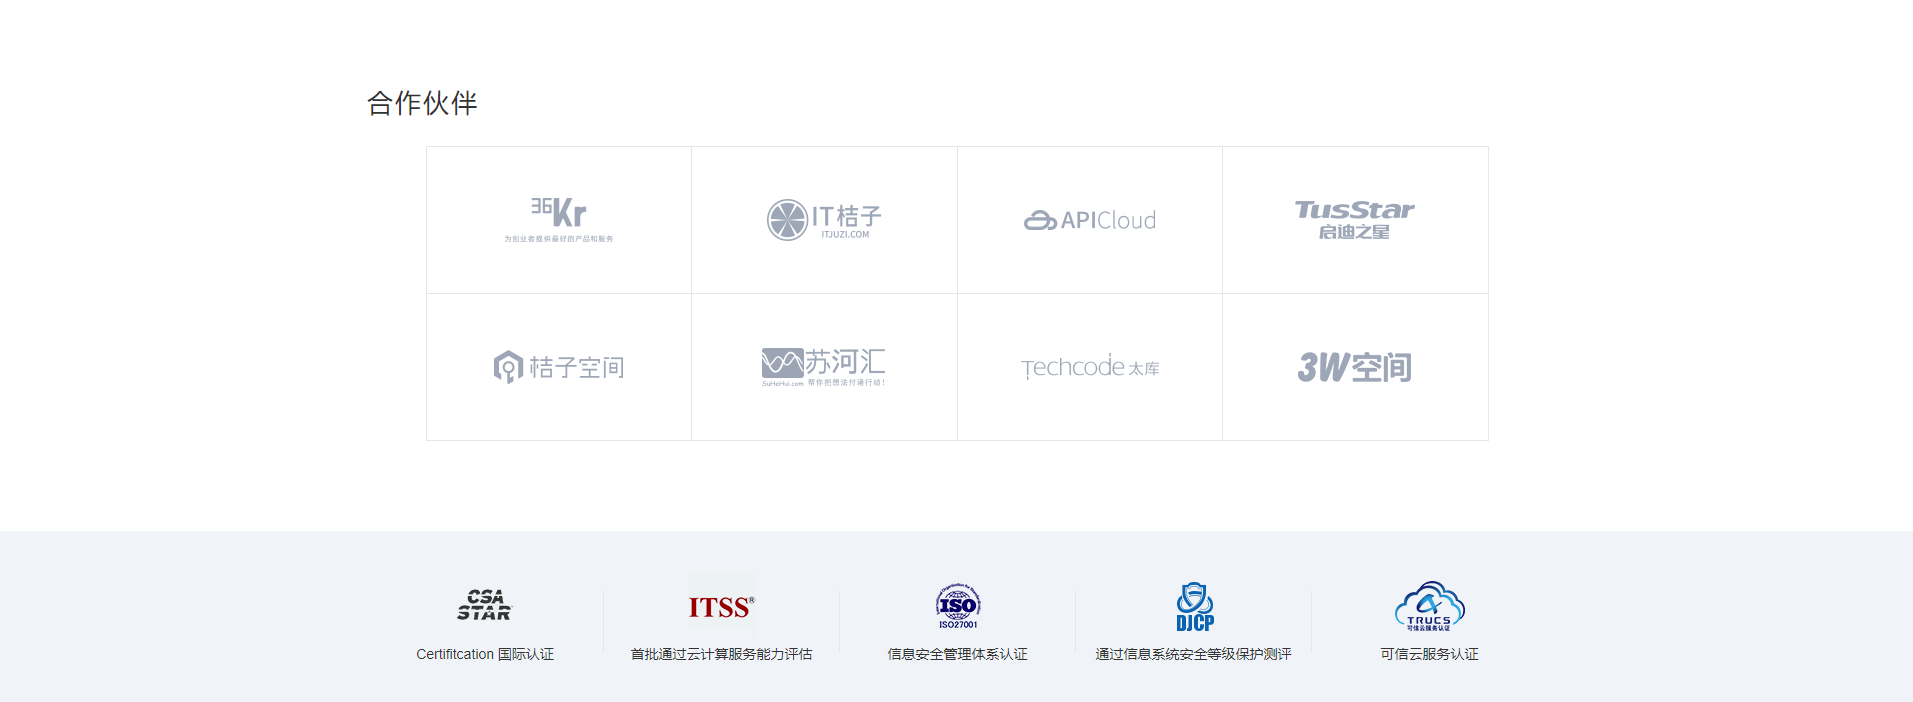 合作伙伴
36Kr
为创业者提供最好的产品和服务
IT桔子
ITJUZI.COM
APICloud
TusStar
启迪之星
桔子空间
苏河汇
SuHeHui.com 帮你把想法付诸行动！
Techcode 太库
3W空间
CSA
STAR
Certifitcation 国际认证
ITSS®
首批通过云计算服务能力评估
ISO
ISO27001
信息安全管理体系认证
DJCP
通过信息系统安全等级保护测评
TRUCS
可信云服务认证
可信云服务认证